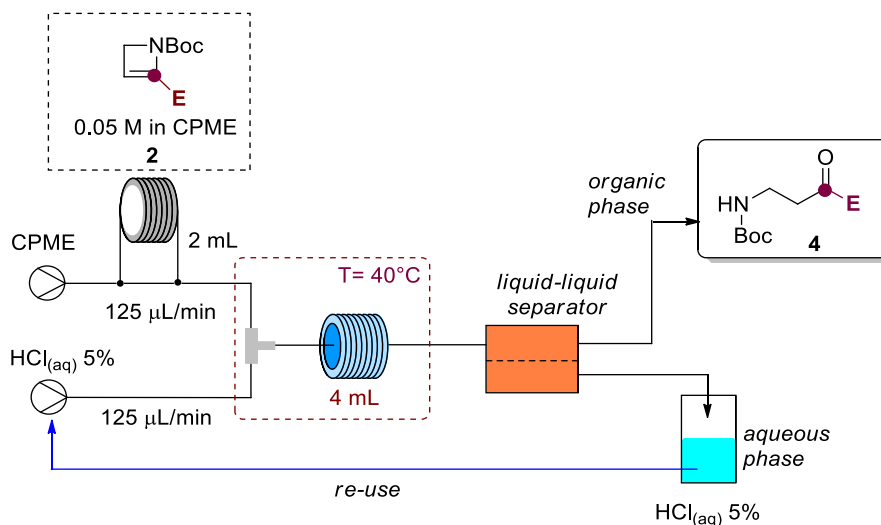 NBoc
E
0.05 M in CPME
2
2 mL
CPME
125 μL/min
HCl(aq) 5%
125 μL/min
T= 40°C
4 mL
liquid-liquid
separator
organic
phase
O
HN
E
Boc
4
aqueous
phase
re-use
HCl(aq) 5%